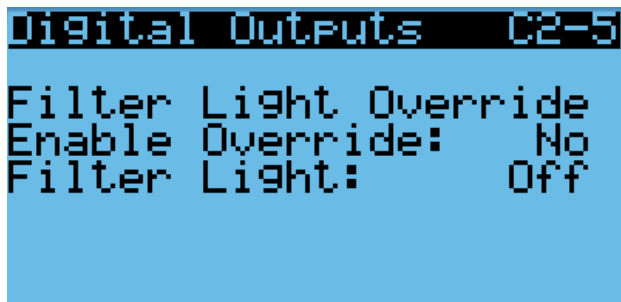 Digital Outputs C2-5
Filter Light Override
Enable Override: No
Filter Light: Off